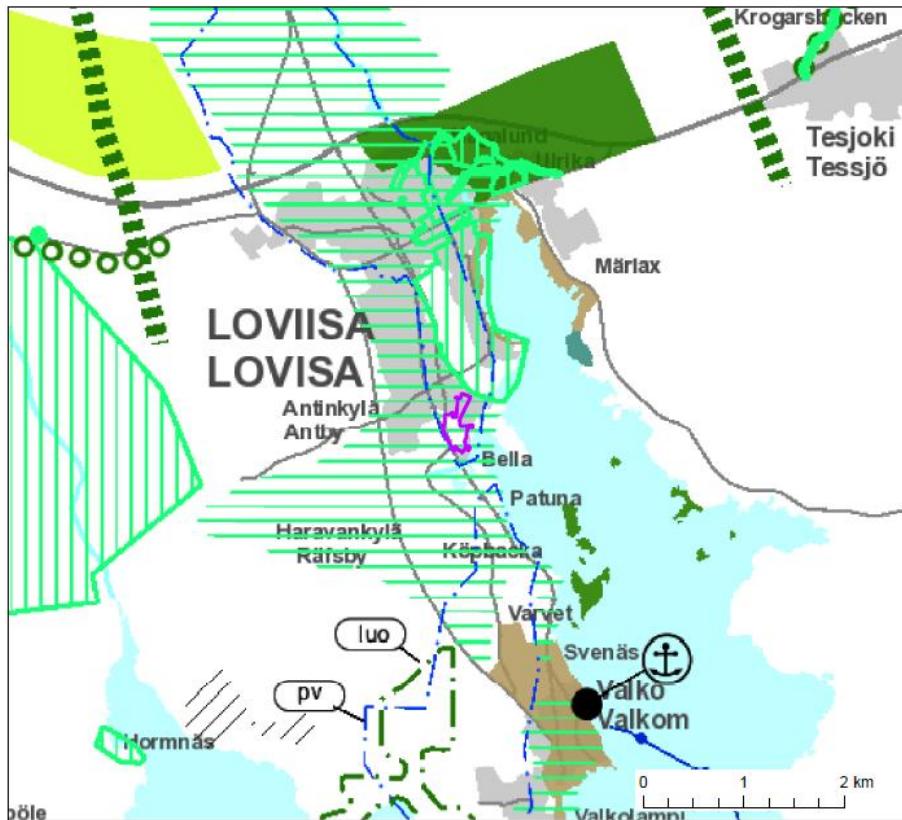 Krogarsbacken
Tesjoki
Tessjö
Ulrika
Märlax
LOVIISA
LOVISA
Antinkylä
Antby
Bella
Patuna
Haravankylä
Räfsby
Köpbacka
Varvet
luo
Svenäs
pv
Valko
Valkom
Hormnäs
0 1 2 km
Valkolampi